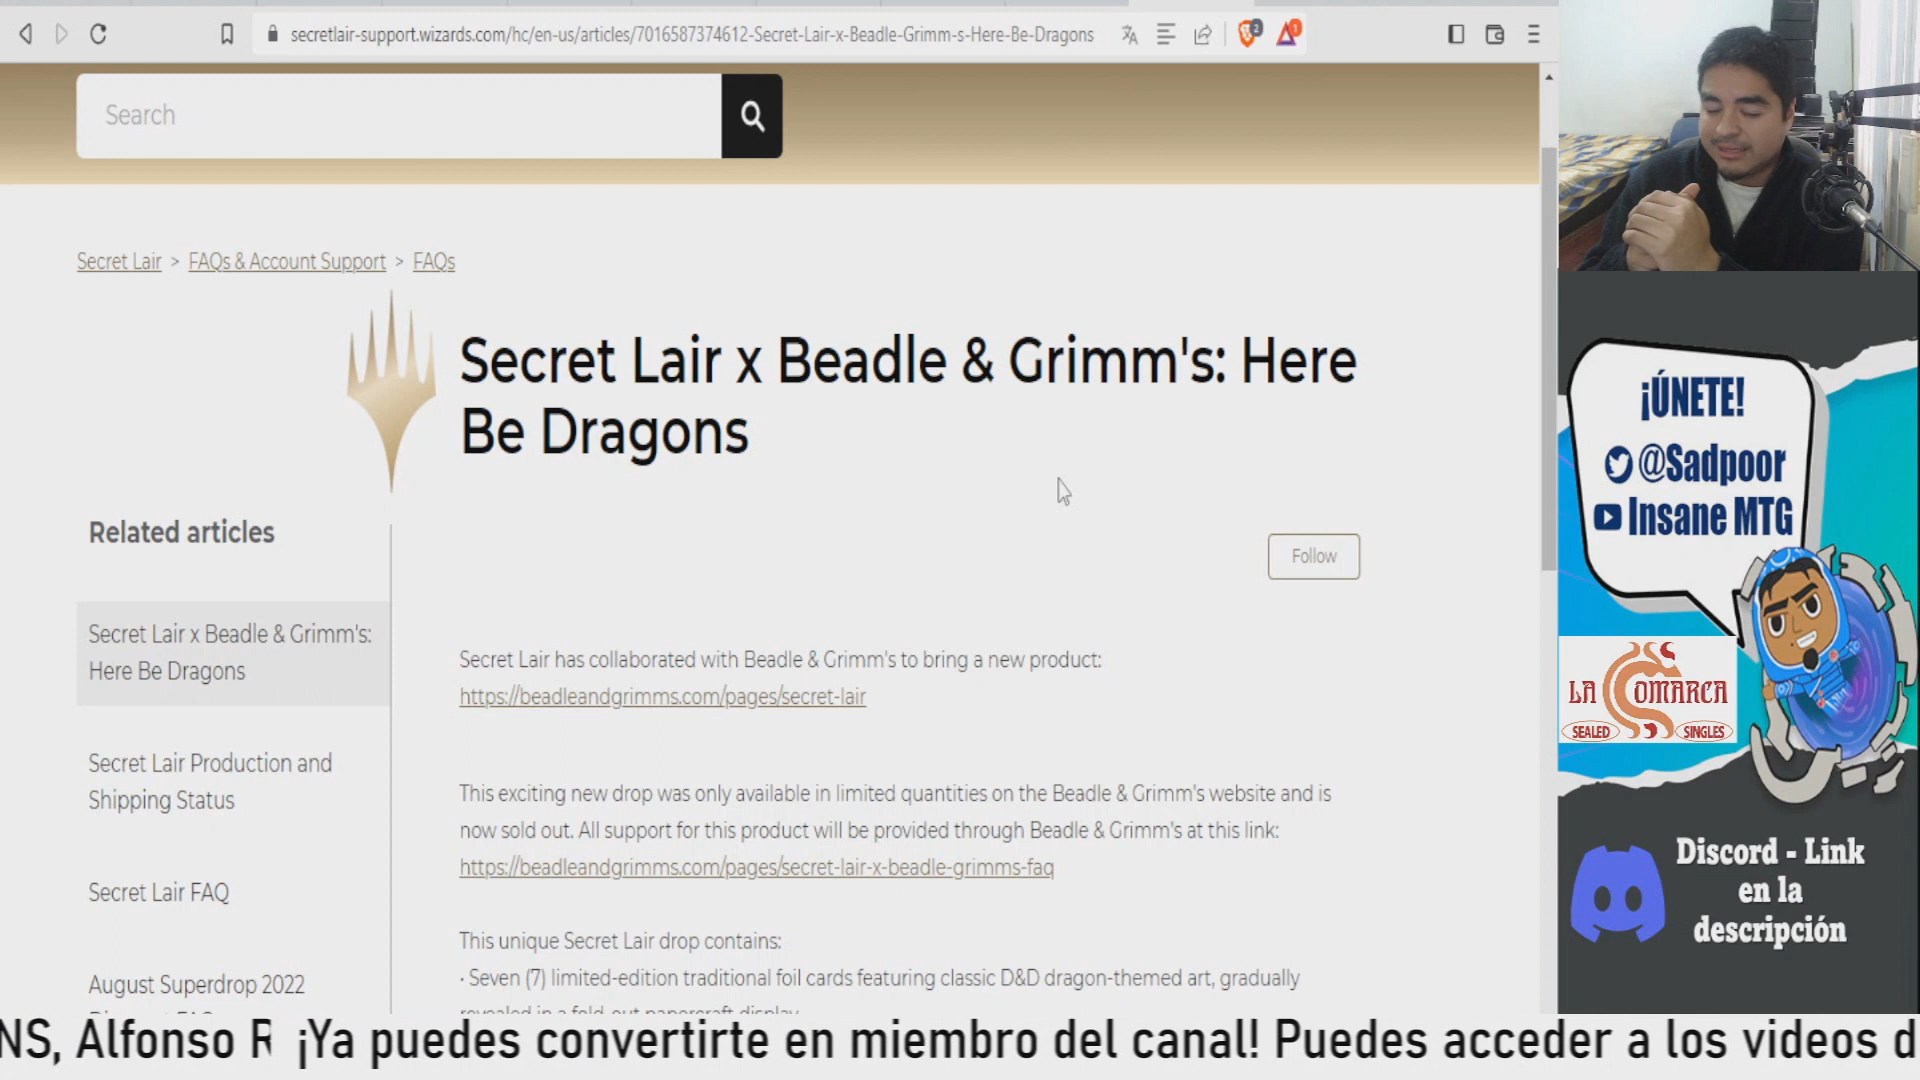 secretlair-support.wizards.com/hc/en-us/articles/7016587374612-Secret-Lair-x-Beadle-Grimm-s-Here-Be-Dragons
2
1
Search
Secret Lair > FAQs & Account Support > FAQs
Secret Lair x Beadle & Grimm's: Here
Be Dragons
Related articles
Follow
Secret Lair x Beadle & Grimm's:
Here Be Dragons
Secret Lair Production and
Shipping Status
Secret Lair FAQ
August Superdrop 2022
Secret Lair has collaborated with Beadle & Grimm's to bring a new product:
https://beadleandgrimms.com/pages/secret-lair
This exciting new drop was only available in limited quantities on the Beadle & Grimm's website and is
now sold out. All support for this product will be provided through Beadle & Grimm's at this link:
https://beadleandgrimms.com/pages/secret-lair-x-beadle-grimms-faq
This unique Secret Lair drop contains:
· Seven (7) limited-edition traditional foil cards featuring classic D&D dragon-themed art, gradually
revealed in a fold-out papercraft display
¡ÚNETE!
@Sadpoor
Insane MTG
LA COMARCA
SEALED SINGLES
Discord - Link
en la
descripción
NS, Alfonso R ¡Ya puedes convertirte en miembro del canal! Puedes acceder a los videos d